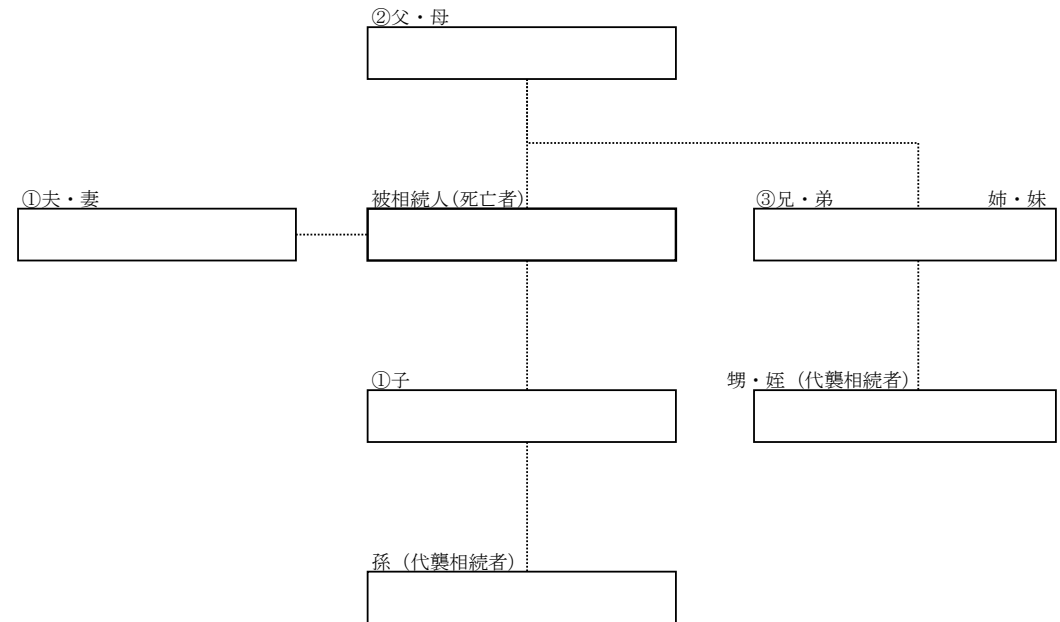 ②父・母
①夫・妻
被相続人(死亡者)
③兄・弟
姉・妹
①子
甥・姪（代襲相続者）
孫（代襲相続者）